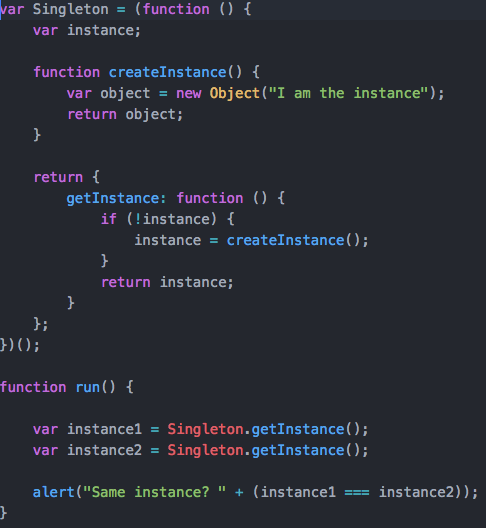 var Singleton = (function () {
    var instance;

    function createInstance() {
        var object = new Object("I am the instance");
        return object;
    }

    return {
        getInstance: function () {
            if (!instance) {
                instance = createInstance();
            }
            return instance;
        }
    };
})();

function run() {

    var instance1 = Singleton.getInstance();
    var instance2 = Singleton.getInstance();

    alert("Same instance? " + (instance1 === instance2));
}